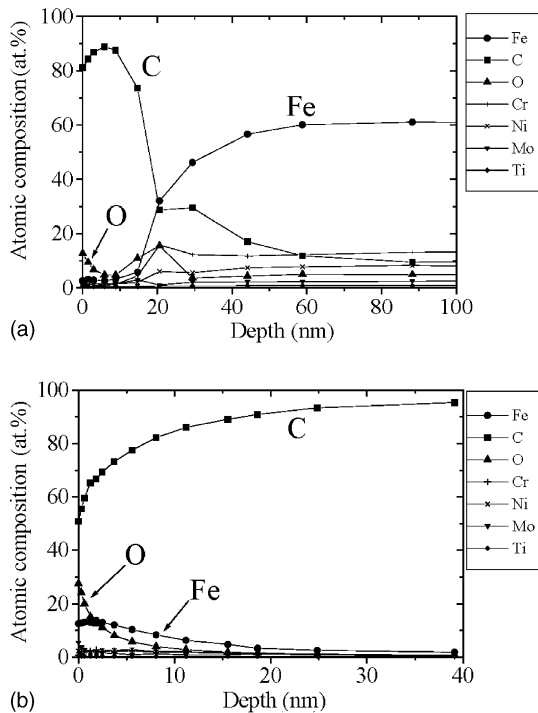 100
80
60
40
20
0
0 20 40 60 80 100
Atomic composition (at.%)
Depth (nm)
C
Fe
O
Fe
C
O
Cr
Ni
Mo
Ti
(a)
100
80
60
40
20
0
0 10 20 30 40
Atomic composition (at.%)
Depth (nm)
C
O
Fe
Fe
C
O
Cr
Ni
Mo
Ti
(b)